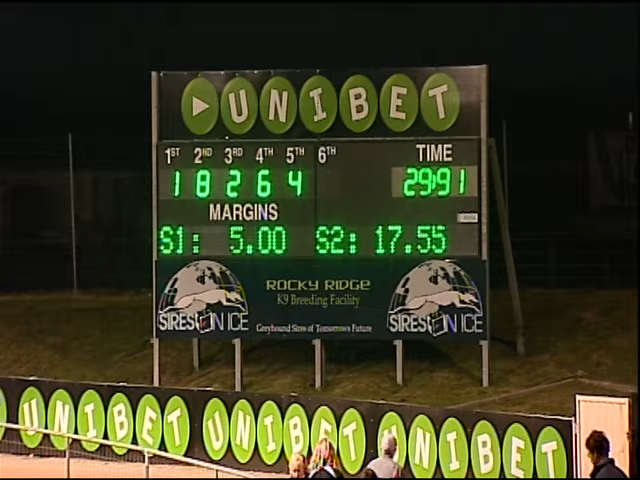 UNIBET
1ST 2ND 3RD 4TH 5TH 6TH TIME
1 8 2 6 4 29:91
MARGINS
S1: 5.00 S2: 17.55
ROCKY RIDGE
K9 Breeding Facility
SIRES ON ICE Greyhound Sires of Tomorrows Future SIRES ON ICE
UNIBET UNIBET UNIBET